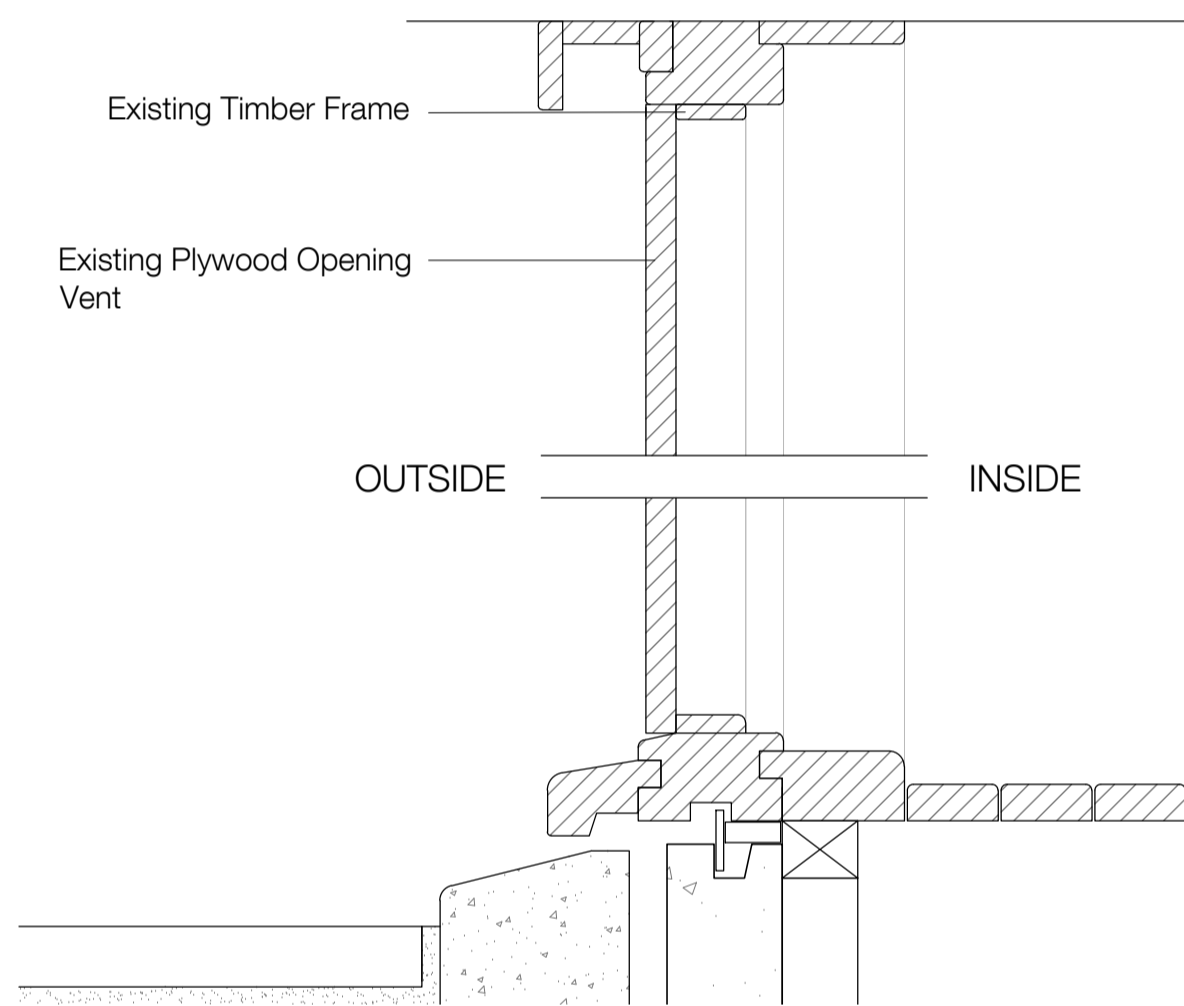 Existing Timber Frame
Existing Plywood Opening
Vent
OUTSIDE
INSIDE